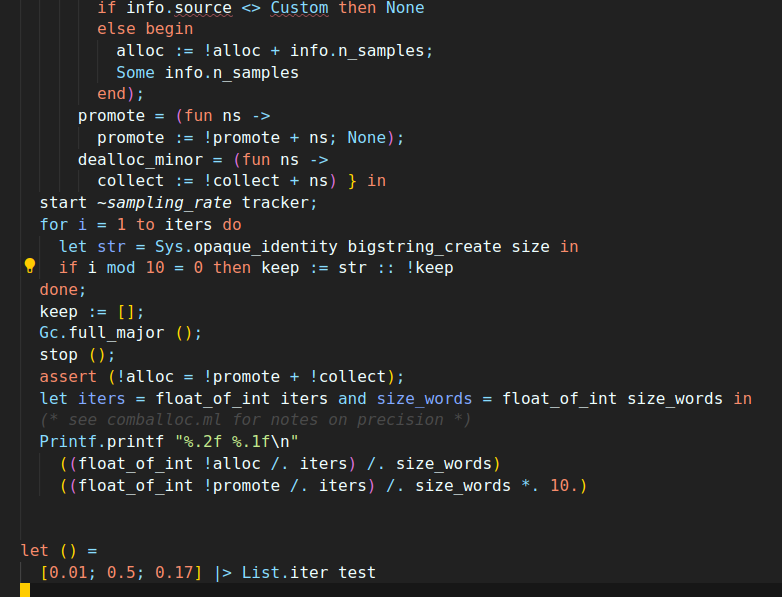 if info.source <> Custom then None
else begin
alloc := !alloc + info.n_samples;
Some info.n_samples
end);
promote = (fun ns ->
promote := !promote + ns; None);
dealloc_minor = (fun ns ->
collect := !collect + ns) } in
start ~sampling_rate tracker;
for i = 1 to iters do
let str = Sys.opaque_identity bigstring_create size in
if i mod 10 = 0 then keep := str :: !keep
done;
keep := [];
Gc.full_major ();
stop ();
assert (!alloc = !promote + !collect);
let iters = float_of_int iters and size_words = float_of_int size_words in
(* see comballoc.ml for notes on precision *)
Printf.printf "%.2f %.1f\n"
((float_of_int !alloc /. iters) /. size_words)
((float_of_int !promote /. iters) /. size_words *. 10.)
let () =
[0.01; 0.5; 0.17] |> List.iter test